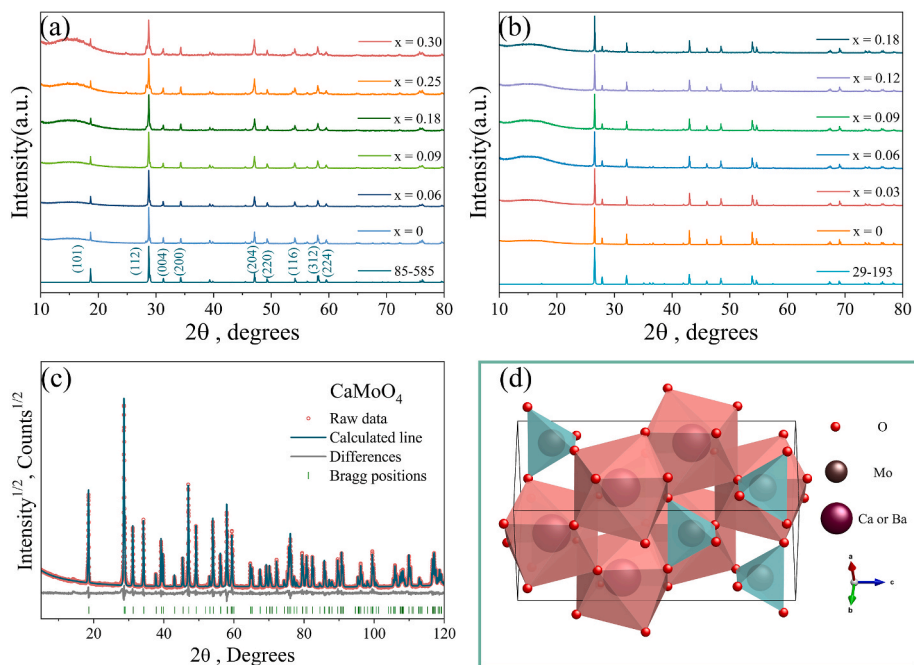 (a)
x = 0.30
x = 0.25
x = 0.18
x = 0.09
x = 0.06
x = 0
85-585
(101)
(112)
(004)
(200)
(204)
(220)
(116)
(312)
(224)
Intensity(a.u.)
10 20 30 40 50 60 70 80
2θ , degrees
(b)
x = 0.18
x = 0.12
x = 0.09
x = 0.06
x = 0.03
x = 0
29-193
Intensity(a.u.)
10 20 30 40 50 60 70 80
2θ , degrees
(c)
CaMoO4
Raw data
Calculated line
Differences
Bragg positions
Intensity1/2, Counts1/2
20 40 60 80 100 120
2θ , Degrees
(d)
O
Mo
Ca or Ba
a
c
b